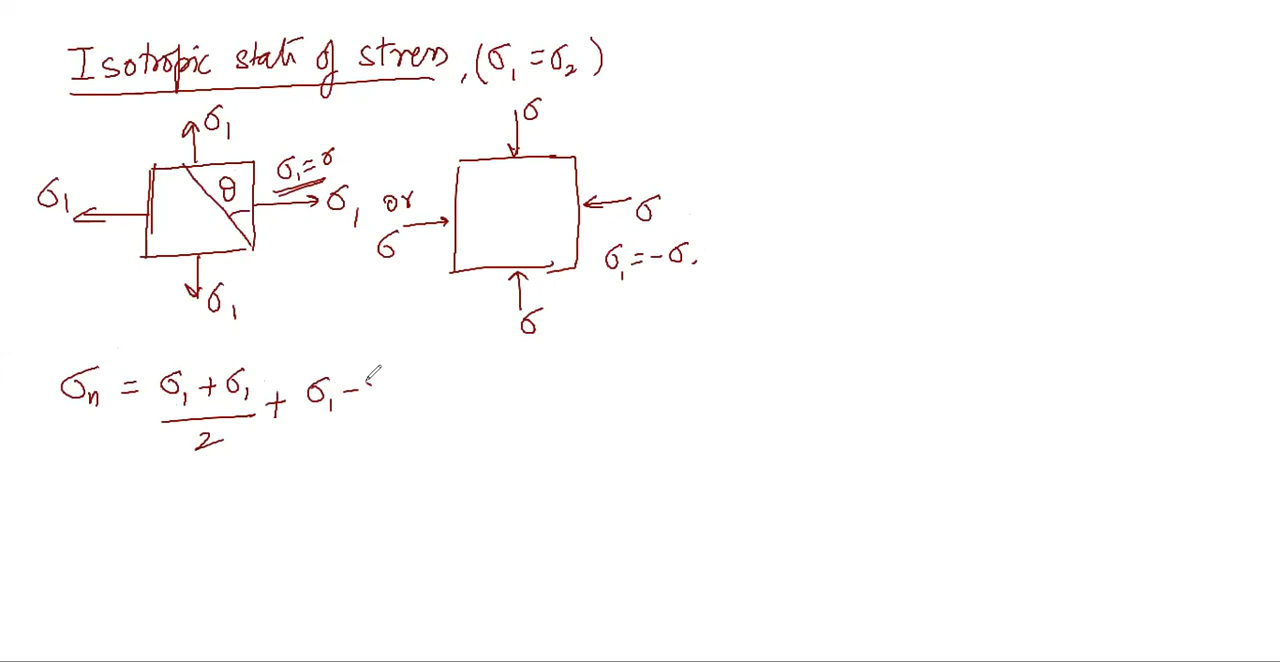 Isotropic state of stress, (σ₁ = σ₂)
σ₁
σ
σ₁ = σ
θ
σ₁
σ₁ or
σ
σ
σ₁ = -σ.
σ₁
σ
σₙ = (σ₁ + σ₁)/2 + σ₁ -